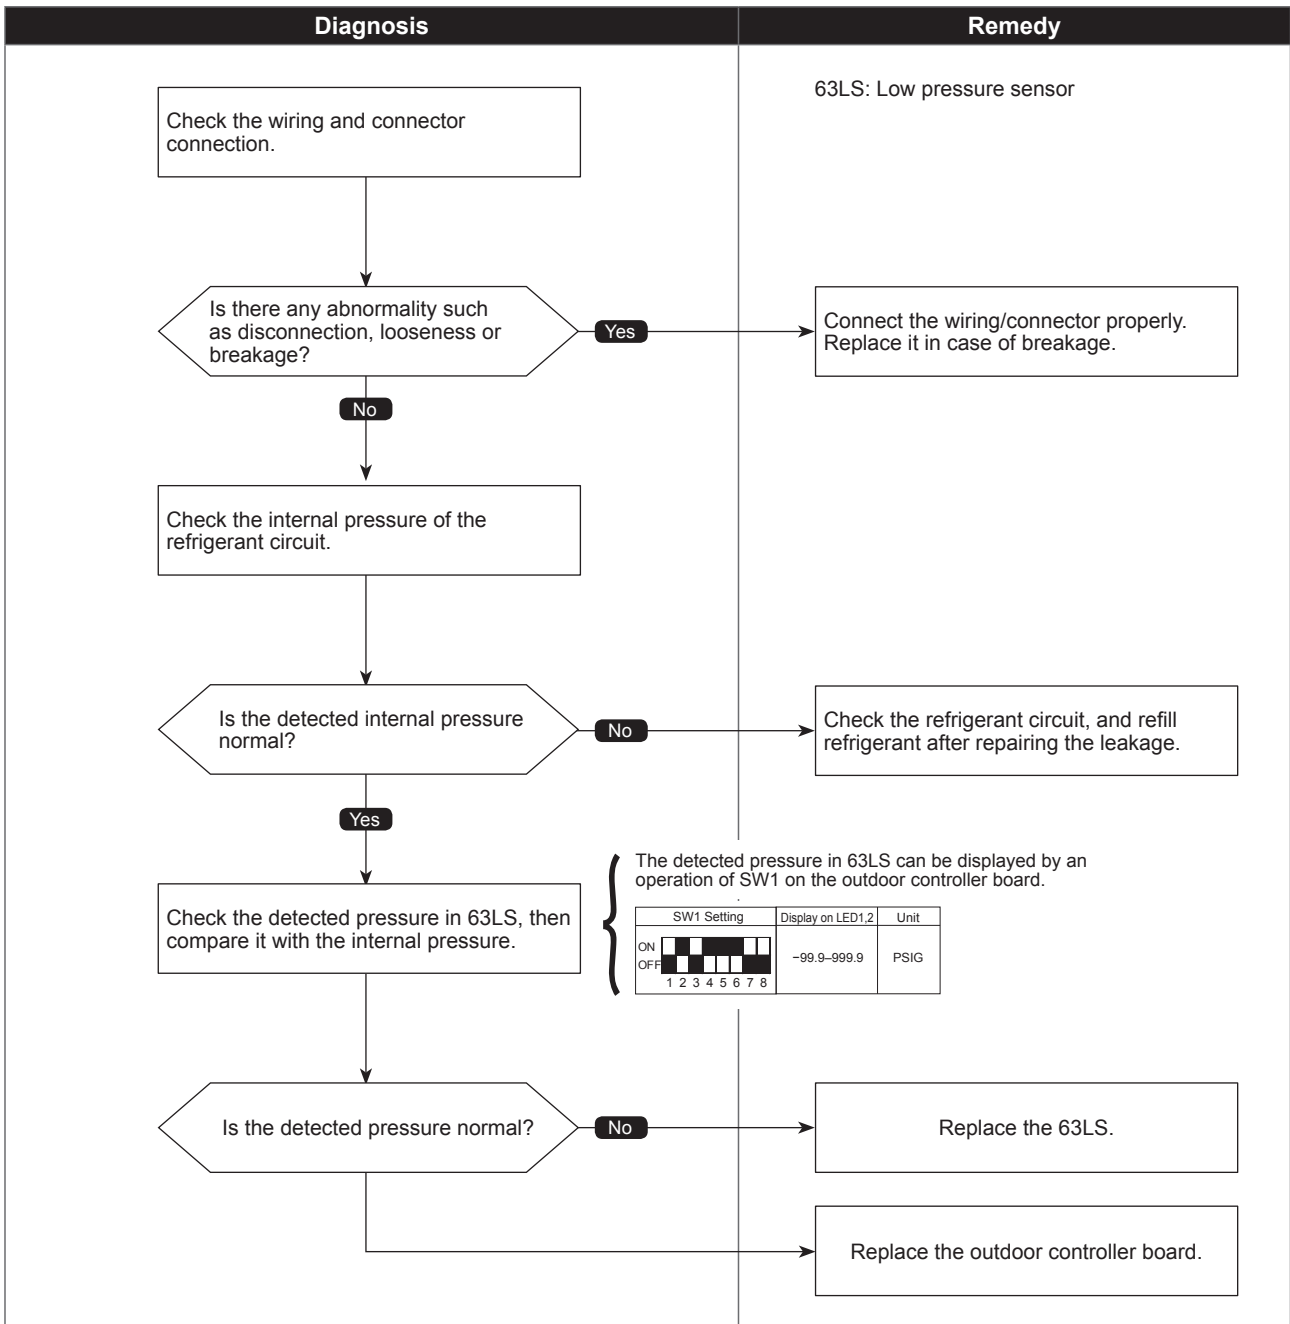 Diagnosis
Remedy
63LS: Low pressure sensor
Check the wiring and connector
connection.
Is there any abnormality such
as disconnection, looseness or
breakage?
Yes
Connect the wiring/connector properly.
Replace it in case of breakage.
No
Check the internal pressure of the
refrigerant circuit.
Is the detected internal pressure
normal?
No
Check the refrigerant circuit, and refill
refrigerant after repairing the leakage.
Yes
Check the detected pressure in 63LS, then
compare it with the internal pressure.
The detected pressure in 63LS can be displayed by an
operation of SW1 on the outdoor controller board.
SW1 Setting
Display on LED1,2
Unit
ON
OFF
1 2 3 4 5 6 7 8
−99.9–999.9
PSIG
Is the detected pressure normal?
No
Replace the 63LS.
Replace the outdoor controller board.